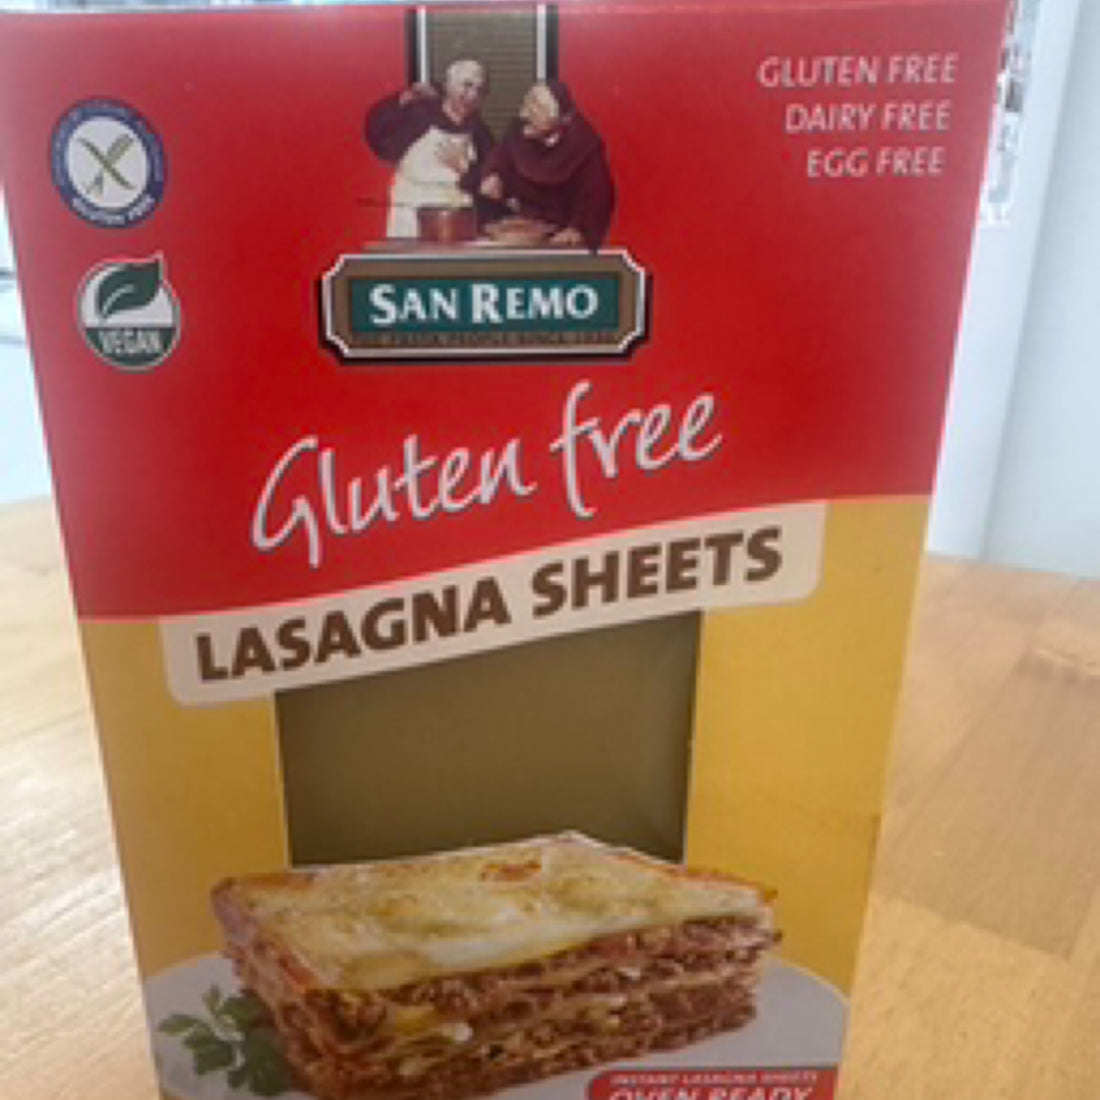 GLUTEN FREE
DAIRY FREE
EGG FREE
GLUTEN FREE
VEGAN
SAN REMO
Gluten free
LASAGNA SHEETS
INSTANT LASAGNA SHEETS
OVEN READY